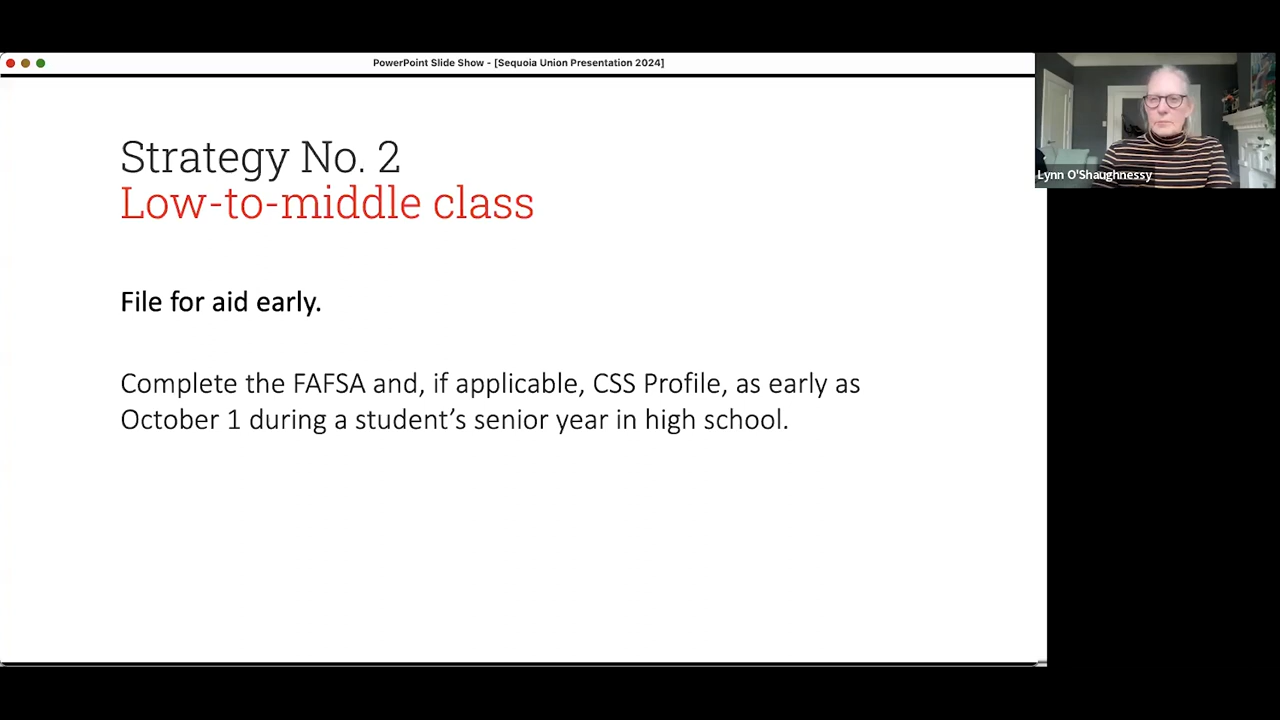 PowerPoint Slide Show - [Sequoia Union Presentation 2024]
Strategy No. 2
Low-to-middle class
File for aid early.
Complete the FAFSA and, if applicable, CSS Profile, as early as
October 1 during a student’s senior year in high school.
Lynn O'Shaughnessy